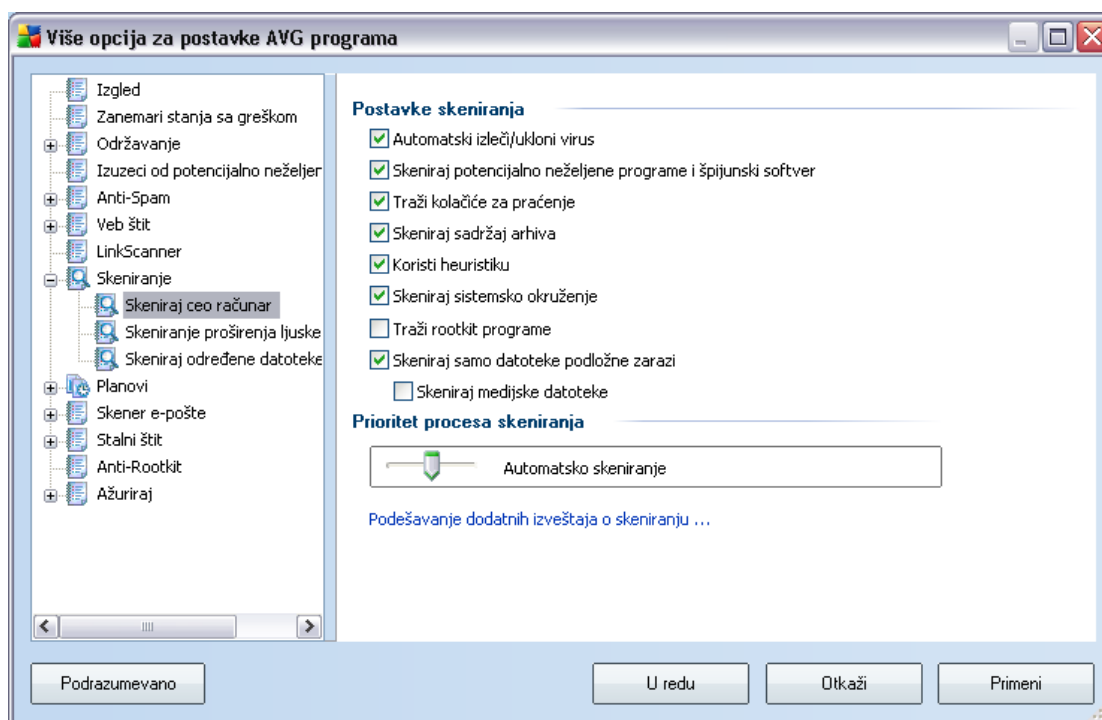 Više opcija za postavke AVG programa
Izgled
Zanemari stanja sa greškom
Održavanje
Izuzeci od potencijalno neželjer
Anti-Spam
Veb štit
LinkScanner
Skeniranje
Skeniraj ceo računar
Skeniranje proširenja ljuske
Skeniraj određene datoteke
Planovi
Skener e-pošte
Stalni štit
Anti-Rootkit
Ažuriraj
Postavke skeniranja
Automatski izleči/ukloni virus
Skeniraj potencijalno neželjene programe i špijunski softver
Traži kolačiće za praćenje
Skeniraj sadržaj arhiva
Koristi heuristiku
Skeniraj sistemsko okruženje
Traži rootkit programe
Skeniraj samo datoteke podložne zarazi
Skeniraj medijske datoteke
Prioritet procesa skeniranja
Automatsko skeniranje
Podešavanje dodatnih izveštaja o skeniranju ...
Podrazumevano
U redu
Otkaži
Primeni